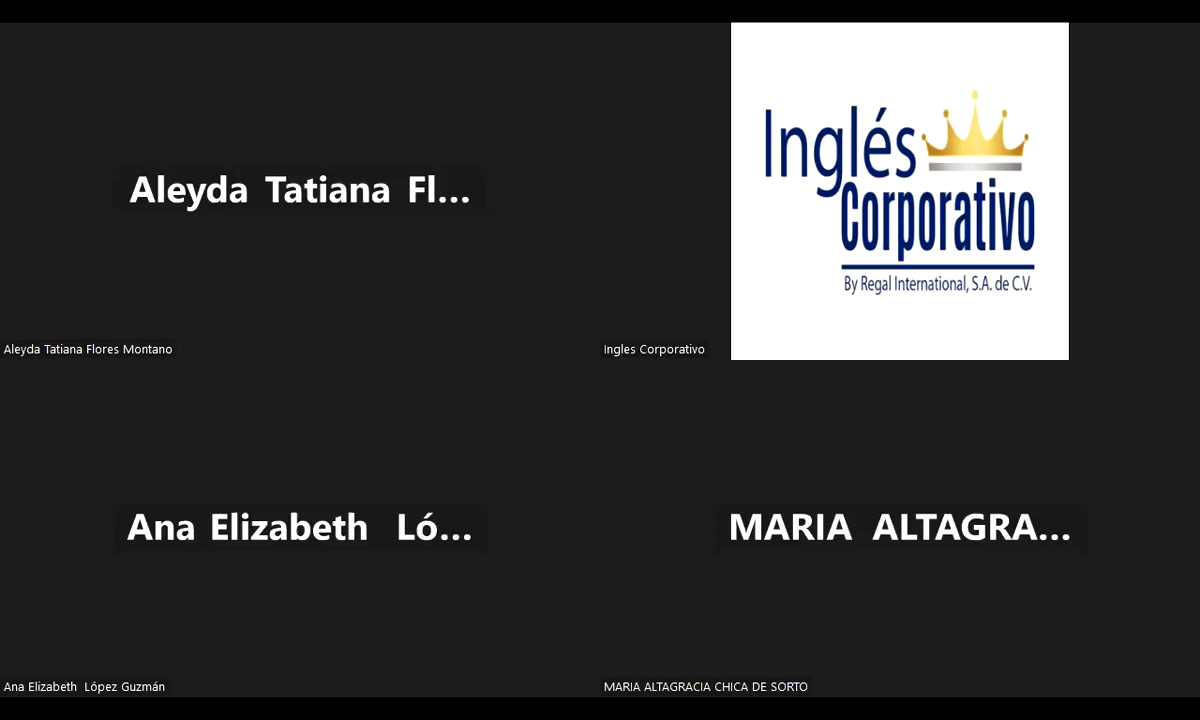 Aleyda Tatiana Fl...
Aleyda Tatiana Flores Montano
Inglés
Corporativo
By Regal International, S.A. de C.V.
Ingles Corporativo
Ana Elizabeth Ló...
Ana Elizabeth López Guzmán
MARIA ALTAGRA...
MARIA ALTAGRACIA CHICA DE SORTO